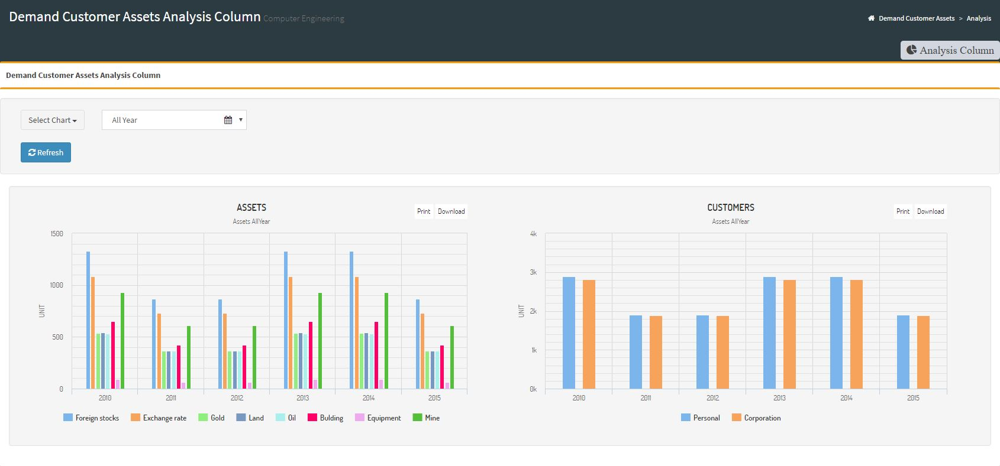 Demand Customer Assets Analysis Column Computer Engineering
Demand Customer Assets > Analysis
Analysis Column
Demand Customer Assets Analysis Column
Select Chart
All Year
Refresh
ASSETS
Assets AllYear
Print Download
1500
1000
500
0
UNIT
2010 2011 2012 2013 2014 2015
Foreign stocks Exchange rate Gold Land Oil Bulding Equipment Mine
CUSTOMERS
Assets AllYear
Print Download
4k
3k
2k
1k
0k
UNIT
2010 2011 2012 2013 2014 2015
Personal Corporation